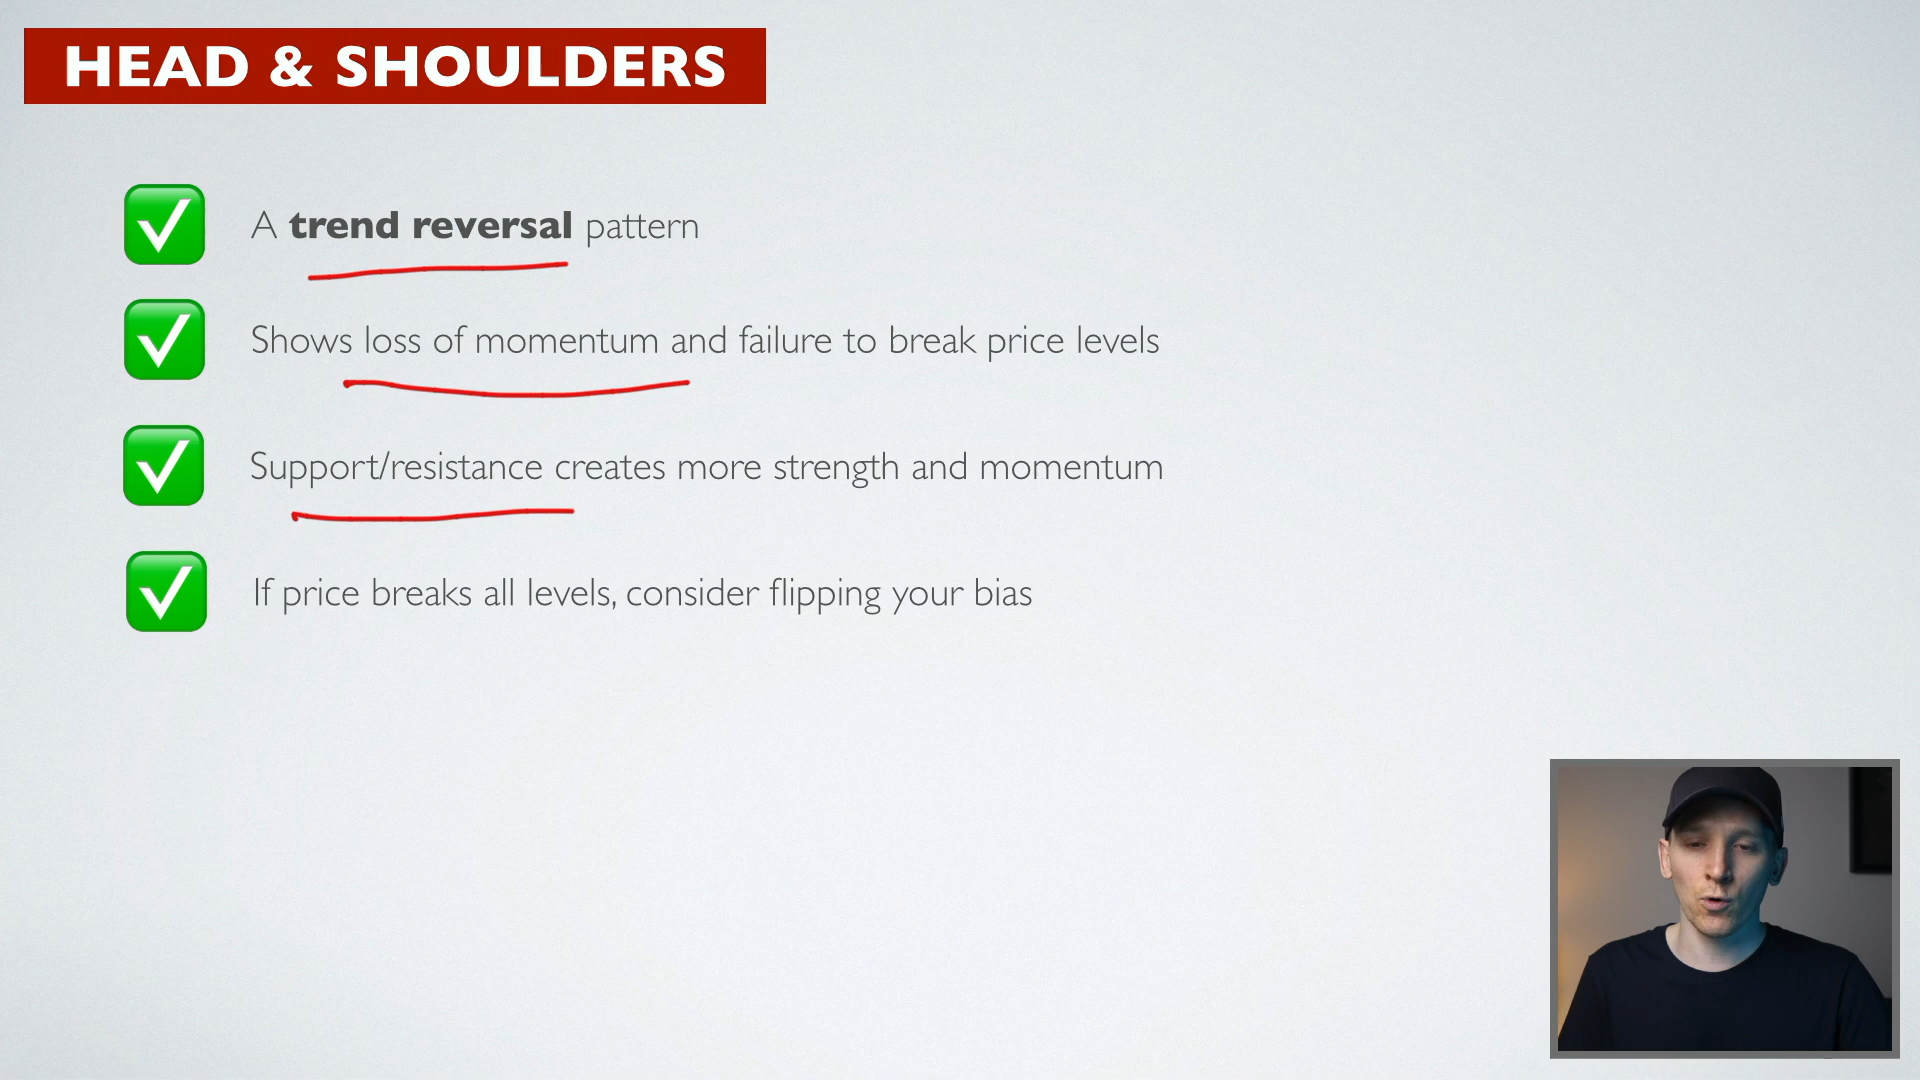 HEAD & SHOULDERS
A trend reversal pattern
Shows loss of momentum and failure to break price levels
Support/resistance creates more strength and momentum
If price breaks all levels, consider flipping your bias